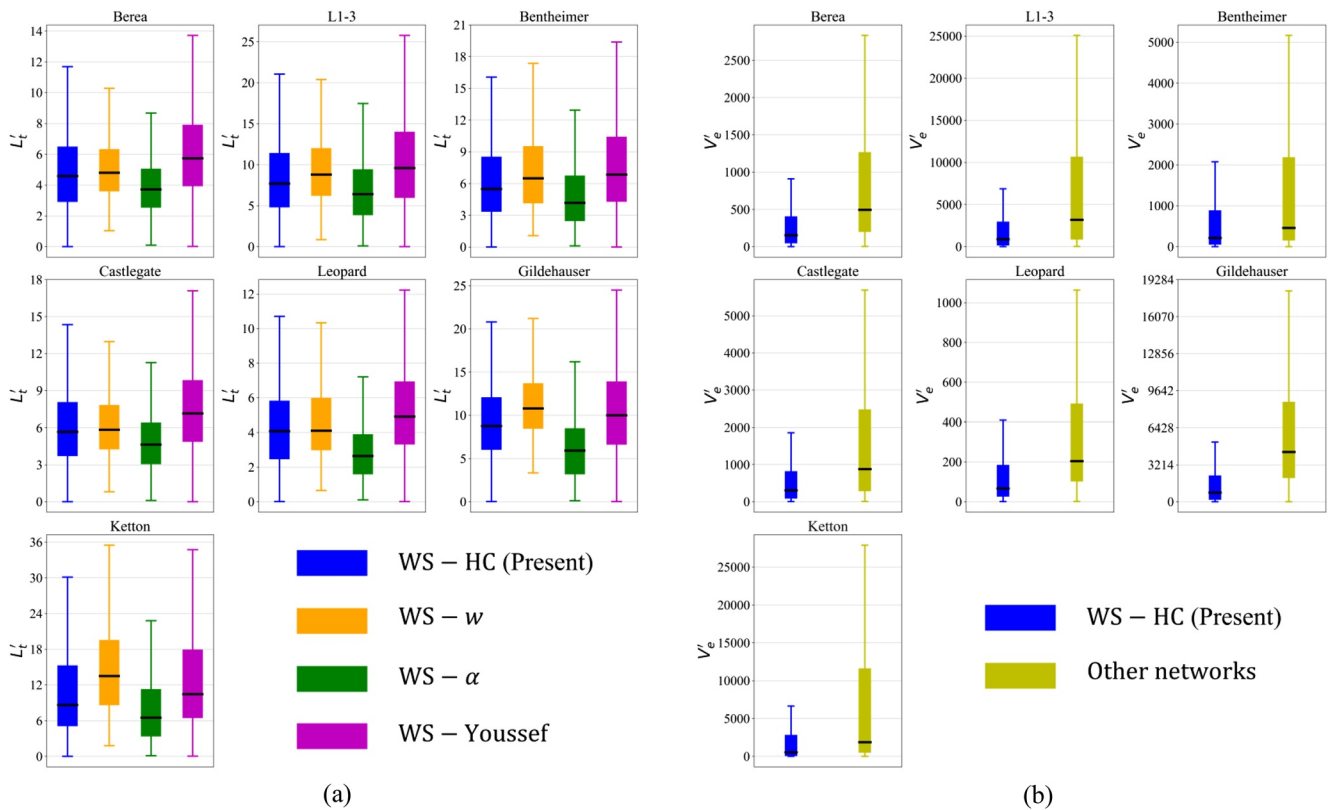 Berea
14
12
10
8
6
4
2
0
L't
L1-3
25
20
15
10
5
0
L't
Bentheimer
21
18
15
12
9
6
3
0
L't
Castlegate
18
15
12
9
6
3
0
L't
Leopard
12
10
8
6
4
2
0
L't
Gildehauser
25
20
15
10
5
0
L't
Ketton
36
30
24
18
12
6
0
L't
WS – HC (Present)
WS – w
WS – α
WS – Youssef
(a)
Berea
2500
2000
1500
1000
500
0
V'e
L1-3
25000
20000
15000
10000
5000
0
V'e
Bentheimer
5000
4000
3000
2000
1000
0
V'e
Castlegate
5000
4000
3000
2000
1000
0
V'e
Leopard
1000
800
600
400
200
0
V'e
Gildehauser
19284
16070
12856
9642
6428
3214
0
V'e
Ketton
25000
20000
15000
10000
5000
0
V'e
WS – HC (Present)
Other networks
(b)